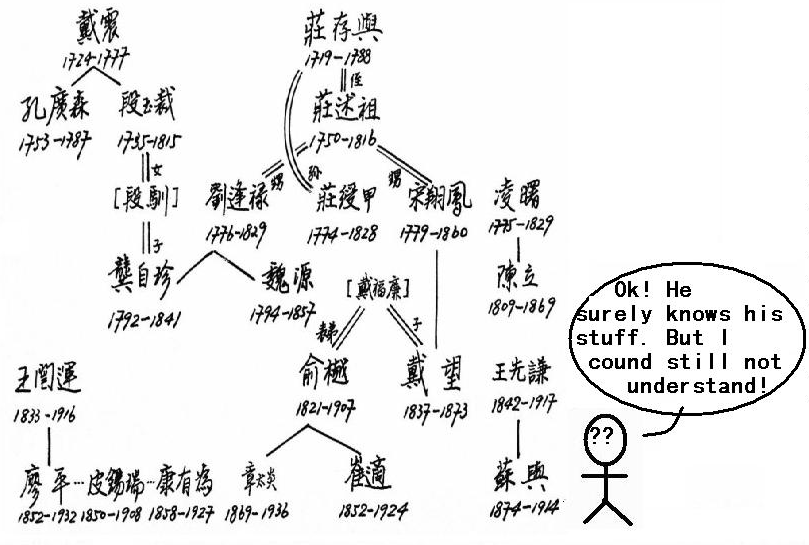 戴震
1724-1777
莊存與
1719-1788
姪
孔廣森
1753-1787
段玉裁
1735-1815
莊述祖
1750-1816
女
甥
孙
甥
[段馴]
劉逢禄
1776-1829
莊綬甲
1774-1828
宋翔鳳
1779-1860
凌曙
1775-1829
子
龔自珍
1792-1841
魏源
1794-1857
[戴福廉]
陳立
1809-1869
子
王闓運
1833-1916
俞樾
1821-1907
戴望
1837-1873
王先謙
1842-1917
廖平…皮錫瑞…康有為
1852-1932 1850-1908 1858-1927
章太炎
1869-1936
崔適
1852-1924
蘇輿
1874-1914
Ok! He
surely knows his
stuff. But I
cound still not
understand!
??